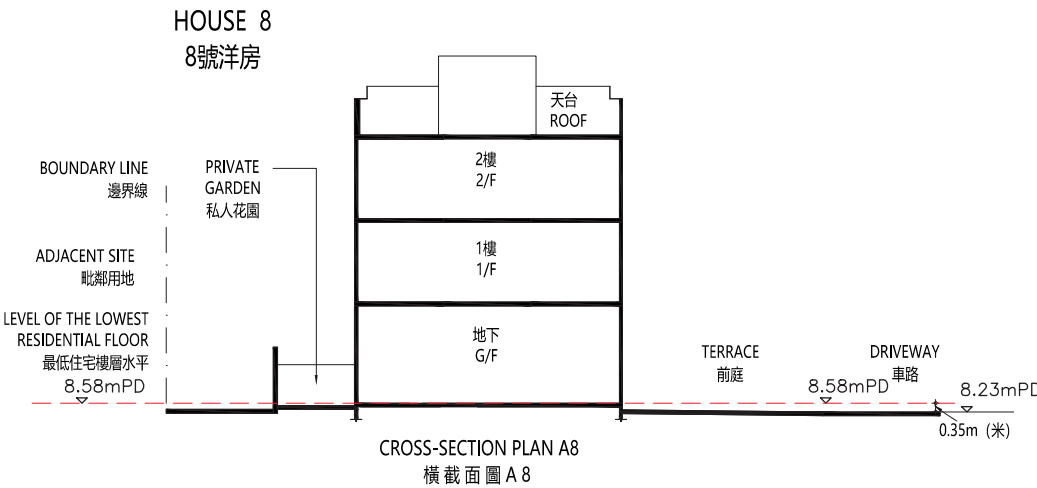 HOUSE 8
8號洋房
天台
ROOF
BOUNDARY LINE
邊界線
PRIVATE
GARDEN
私人花園
2樓
2/F
ADJACENT SITE
毗鄰用地
1樓
1/F
LEVEL OF THE LOWEST
RESIDENTIAL FLOOR
最低住宅樓層水平
8.58mPD
地下
G/F
TERRACE
前庭
8.58mPD
DRIVEWAY
車路
8.23mPD
0.35m (米)
CROSS-SECTION PLAN A8
橫截面圖A8